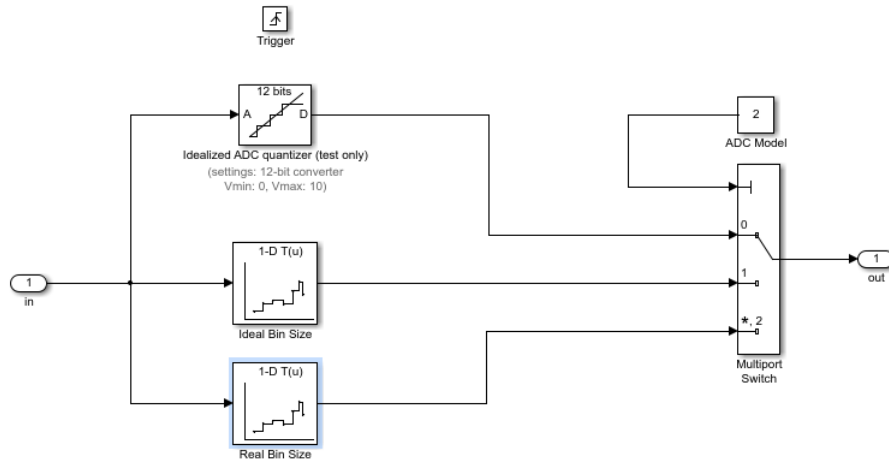 Trigger
12 bits
A D
Idealized ADC quantizer (test only)
(settings: 12-bit converter
Vmin: 0, Vmax: 10)
2
ADC Model
0
1-D T(u)
1
in
1
1
out
Ideal Bin Size
*, 2
Multiport
Switch
1-D T(u)
Real Bin Size